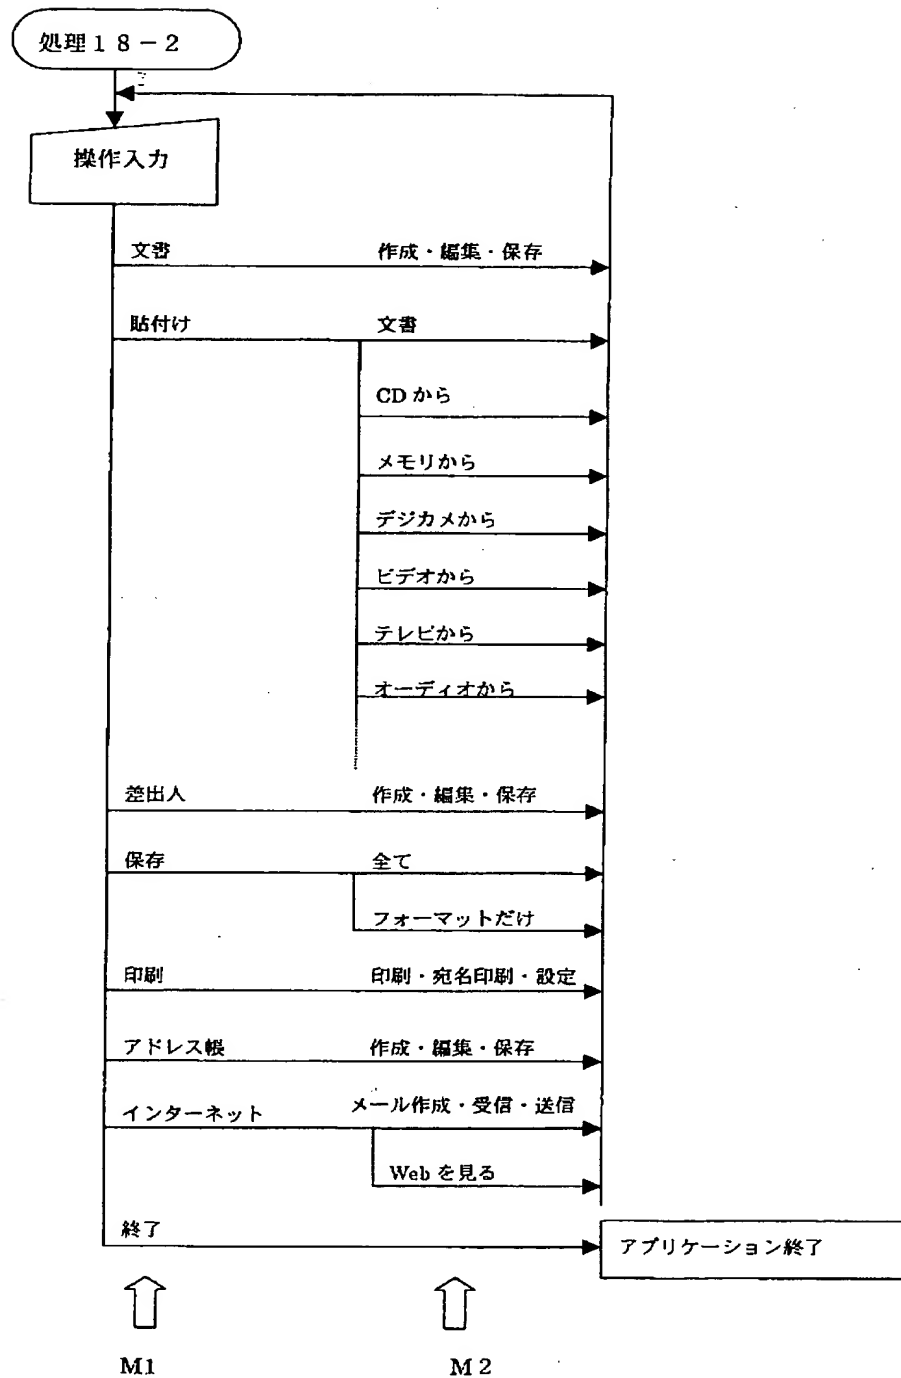 処理１８－２
操作入力
文書 作成・編集・保存
貼付け 文書
CD から
メモリから
デジカメから
ビデオから
テレビから
オーディオから
差出人 作成・編集・保存
保存 全て
フォーマットだけ
印刷 印刷・宛名印刷・設定
アドレス帳 作成・編集・保存
インターネット メール作成・受信・送信
Web を見る
終了 アプリケーション終了
M1 M 2